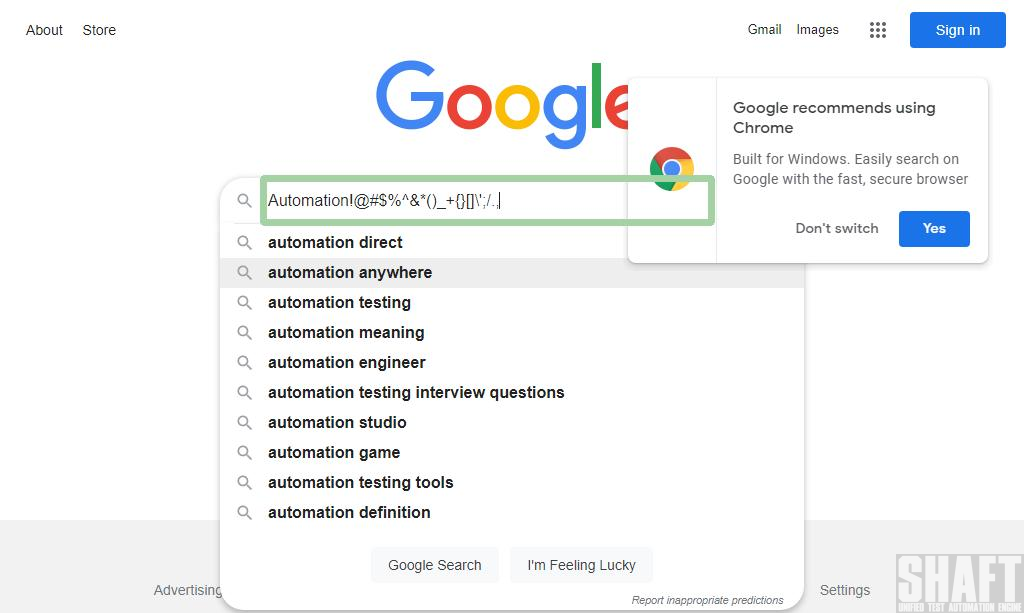 About Store
Gmail Images
Sign in
Google
Google recommends using
Chrome
Built for Windows. Easily search on
Google with the fast, secure browser
Don't switch
Yes
Automation!@#$%^&*()_+{}[]\';/.,
automation direct
automation anywhere
automation testing
automation meaning
automation engineer
automation testing interview questions
automation studio
automation game
automation testing tools
automation definition
Google Search
I'm Feeling Lucky
Report inappropriate predictions
Advertising
Settings
SHAFT
UNIFIED TEST AUTOMATION ENGINE